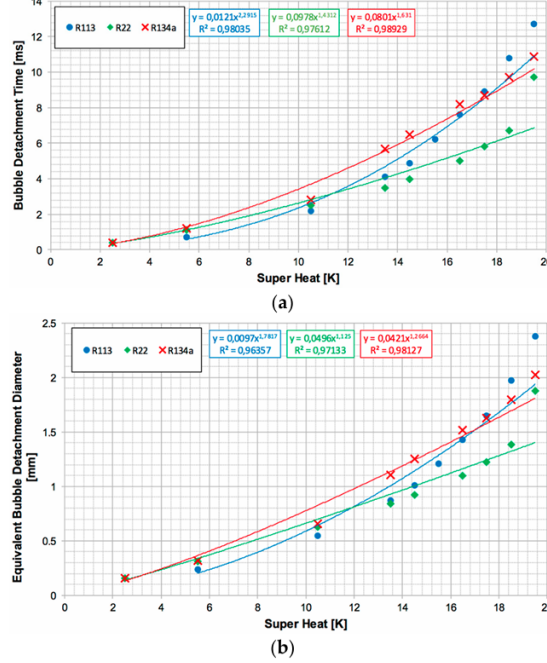 14
R113 R22 R134a
y = 0,0121x^2,2915
R² = 0,98035
y = 0,0978x^1,4312
R² = 0,97612
y = 0,0801x^1,631
R² = 0,98929
12
10
8
6
4
2
0
Bubble Detachment Time [ms]
0 2 4 6 8 10 12 14 16 18 20
Super Heat [K]
(a)
2.5
R113 R22 R134a
y = 0,0097x^1,7817
R² = 0,96357
y = 0,0496x^1,125
R² = 0,97133
y = 0,0421x^1,2664
R² = 0,98127
2
1.5
1
0.5
0
Equivalent Bubble Detachment Diameter
[mm]
0 2 4 6 8 10 12 14 16 18 20
Super Heat [K]
(b)